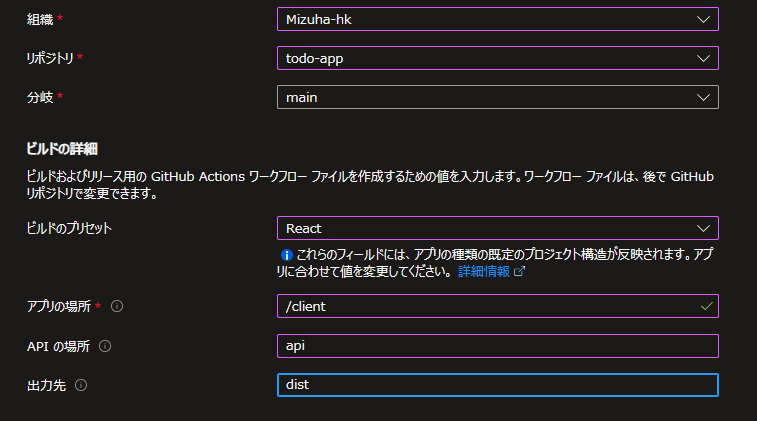 組織 * Mizuha-hk
リポジトリ * todo-app
分岐 * main
ビルドの詳細
ビルドおよびリリース用の GitHub Actions ワークフロー ファイルを作成するための値を入力します。ワークフロー ファイルは、後で GitHub
リポジトリで変更できます。
ビルドのプリセット React
これらのフィールドには、アプリの種類の既定のプロジェクト構造が反映されます。アプ
リに合わせて値を変更してください。 詳細情報
アプリの場所 * /client
API の場所 api
出力先 dist